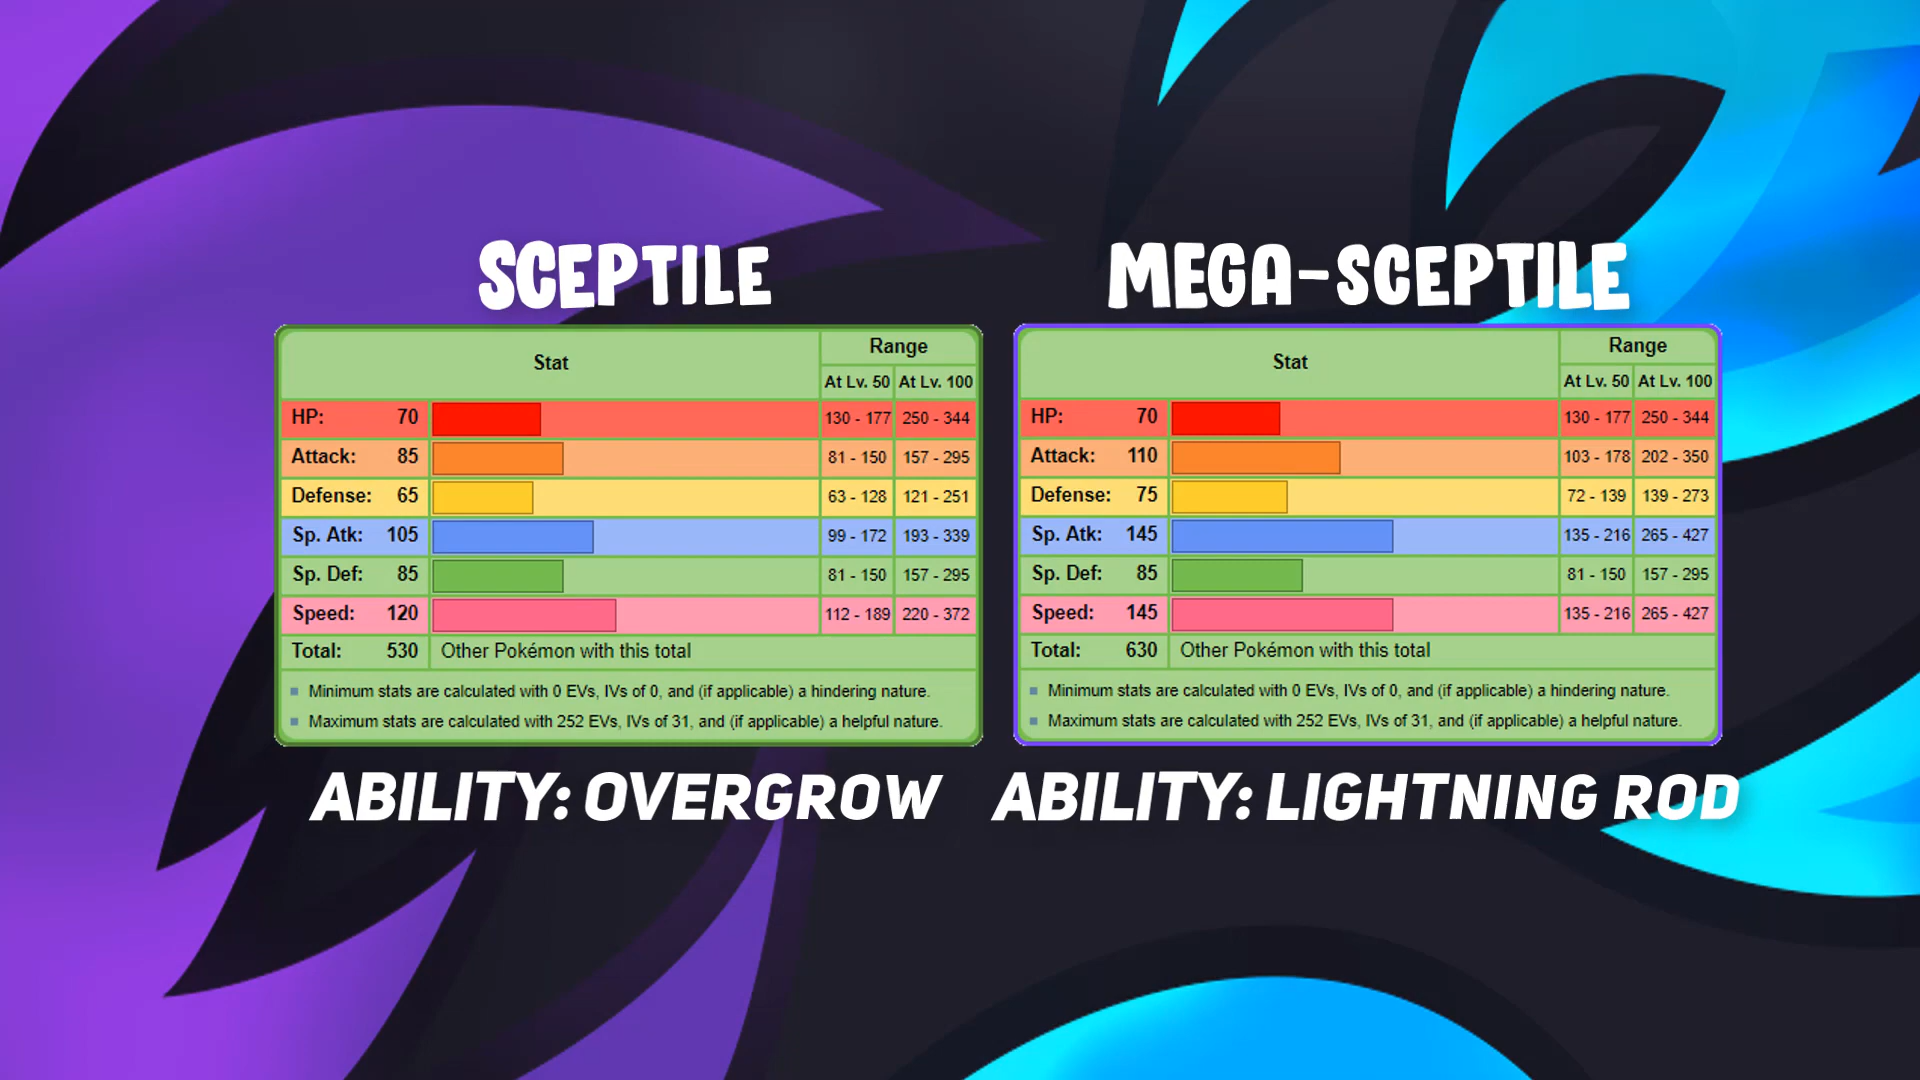 SCEPTILE
Stat
Range
At Lv. 50 At Lv. 100
HP: 70 130 - 177 250 - 344
Attack: 85 81 - 150 157 - 295
Defense: 65 63 - 128 121 - 251
Sp. Atk: 105 99 - 172 193 - 339
Sp. Def: 85 81 - 150 157 - 295
Speed: 120 112 - 189 220 - 372
Total: 530 Other Pokémon with this total
Minimum stats are calculated with 0 EVs, IVs of 0, and (if applicable) a hindering nature.
Maximum stats are calculated with 252 EVs, IVs of 31, and (if applicable) a helpful nature.
ABILITY: OVERGROW
MEGA-SCEPTILE
Stat
Range
At Lv. 50 At Lv. 100
HP: 70 130 - 177 250 - 344
Attack: 110 103 - 178 202 - 350
Defense: 75 72 - 139 139 - 273
Sp. Atk: 145 135 - 216 265 - 427
Sp. Def: 85 81 - 150 157 - 295
Speed: 145 135 - 216 265 - 427
Total: 630 Other Pokémon with this total
Minimum stats are calculated with 0 EVs, IVs of 0, and (if applicable) a hindering nature.
Maximum stats are calculated with 252 EVs, IVs of 31, and (if applicable) a helpful nature.
ABILITY: LIGHTNING ROD